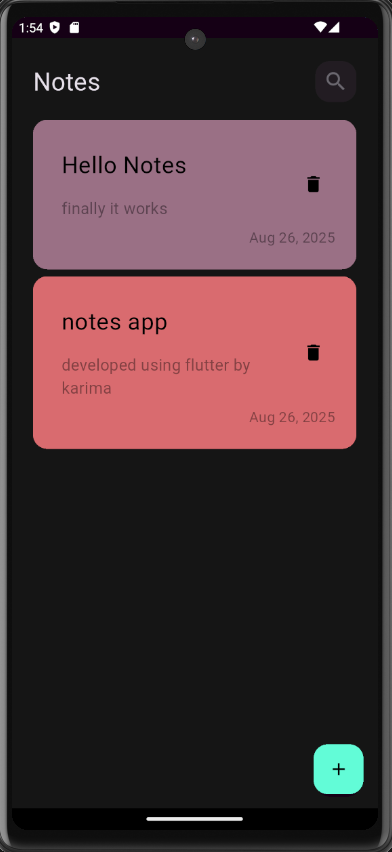 1:54
Notes
Hello Notes
finally it works
Aug 26, 2025
notes app
developed using flutter by
karima
Aug 26, 2025